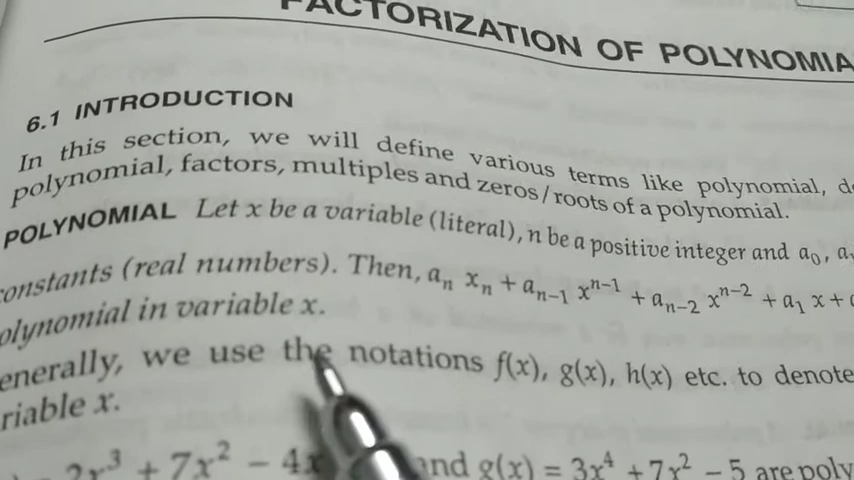 FACTORIZATION OF POLYNOMIA
6.1 INTRODUCTION
In this section, we will define various terms like polynomial, d
polynomial, factors, multiples and zeros/roots of a polynomial.
POLYNOMIAL Let x be a variable (literal), n be a positive integer and a₀, a
constants (real numbers). Then, aₙ xₙ + aₙ₋₁ xⁿ⁻¹ + aₙ₋₂ xⁿ⁻² + a₁ x +
olynomial in variable x.
enerally, we use the notations f(x), g(x), h(x) etc. to denote
riable x.
2x³ + 7x² − 4x and g(x) = 3x⁴ + 7x² − 5 are poly